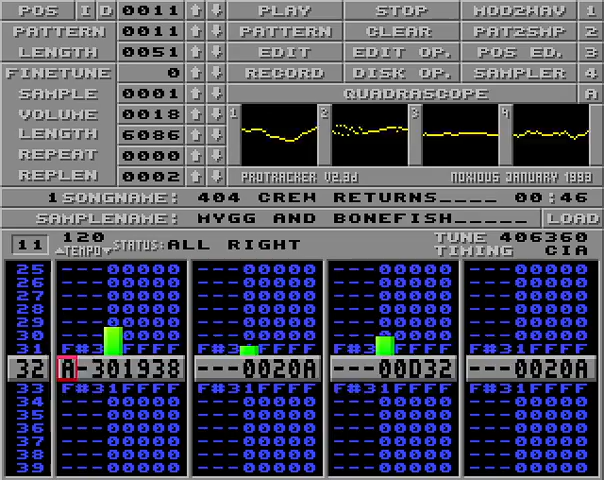 POS I D 0011 PLAY STOP MOD2WAV 1
PATTERN 0011 PATTERN CLEAR PAT2SMP 2
LENGTH 0051 EDIT EDIT OP. POS ED. 3
FINETUNE 0 RECORD DISK OP. SAMPLER 4
SAMPLE 0001 QUADRASCOPE A
VOLUME 0018 1 2 3 4
LENGTH 6086
REPEAT 0000
REPLEN 0002 PROTRACKER V2.3d NOXIOUS JANUARY 1993
1 SONGNAME: 404 CREW RETURNS_____ 00:46
SAMPLENAME: MYGG AND BONEFISH_____ LOAD
11 120 TEMPO STATUS: ALL RIGHT TUNE 406360
TIMING CIA
25 ---00000 ---00000 ---00000 ---00000
26 ---00000 ---00000 ---00000 ---00000
27 ---00000 ---00000 ---00000 ---00000
28 ---00000 ---00000 ---00000 ---00000
29 ---00000 ---00000 ---00000 ---00000
30 ---00000 ---00000 ---00000 ---00000
31 F#31FFFF F#31FFFF F#31FFFF F#31FFFF
32 A-301938 ---0020A ---00D32 ---0020A
33 F#31FFFF F#31FFFF F#31FFFF F#31FFFF
34 ---00000 ---00000 ---00000 ---00000
35 ---00000 ---00000 ---00000 ---00000
36 ---00000 ---00000 ---00000 ---00000
37 ---00000 ---00000 ---00000 ---00000
38 ---00000 ---00000 ---00000 ---00000
39 ---00000 ---00000 ---00000 ---00000